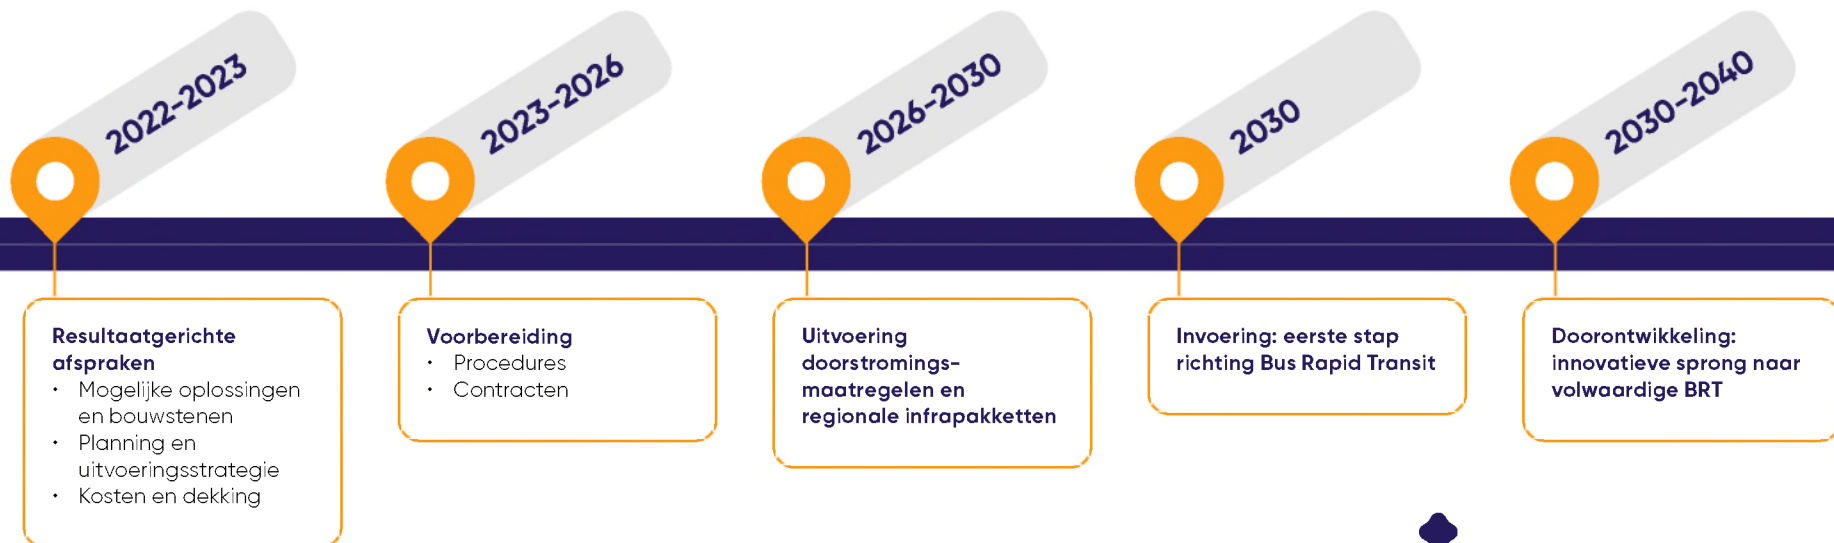 2022-2023
Resultaatgerichte
afspraken
• Mogelijke oplossingen
en bouwstenen
• Planning en
uitvoeringsstrategie
• Kosten en dekking
2023-2026
Voorbereiding
• Procedures
• Contracten
2026-2030
Uitvoering
doorstromings-
maatregelen en
regionale infrapakketten
2030
Invoering: eerste stap
richting Bus Rapid Transit
2030-2040
Doorontwikkeling:
innovatieve sprong naar
volwaardige BRT